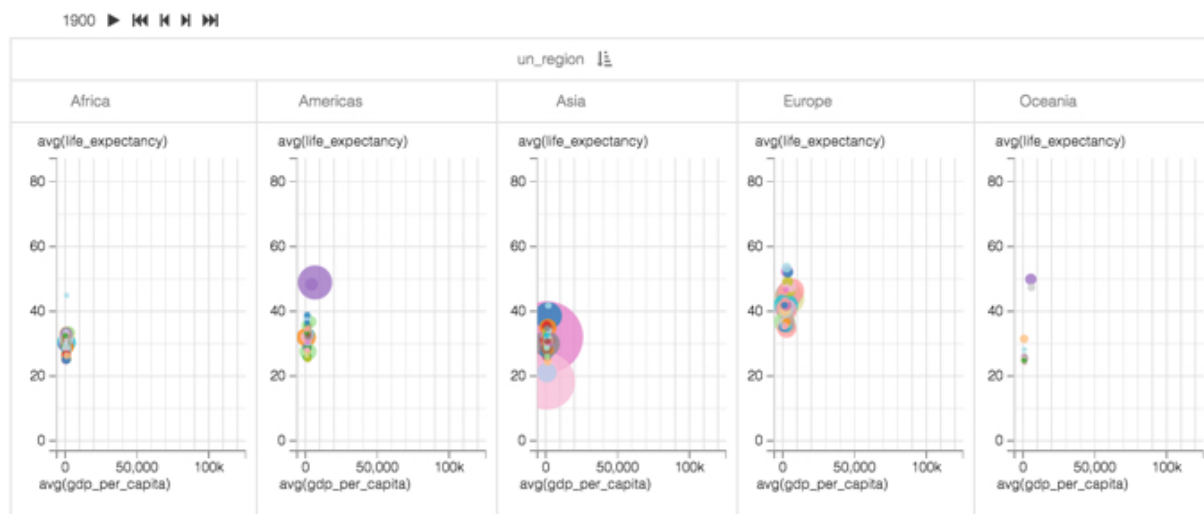 1900
un_region
Africa Americas Asia Europe Oceania
avg(life_expectancy) avg(life_expectancy) avg(life_expectancy) avg(life_expectancy) avg(life_expectancy)
80 80 80 80 80
60 60 60 60 60
40 40 40 40 40
20 20 20 20 20
0 0 0 0 0
0 50,000 100k 0 50,000 100k 0 50,000 100k 0 50,000 100k 0 50,000 100k
avg(gdp_per_capita) avg(gdp_per_capita) avg(gdp_per_capita) avg(gdp_per_capita) avg(gdp_per_capita)